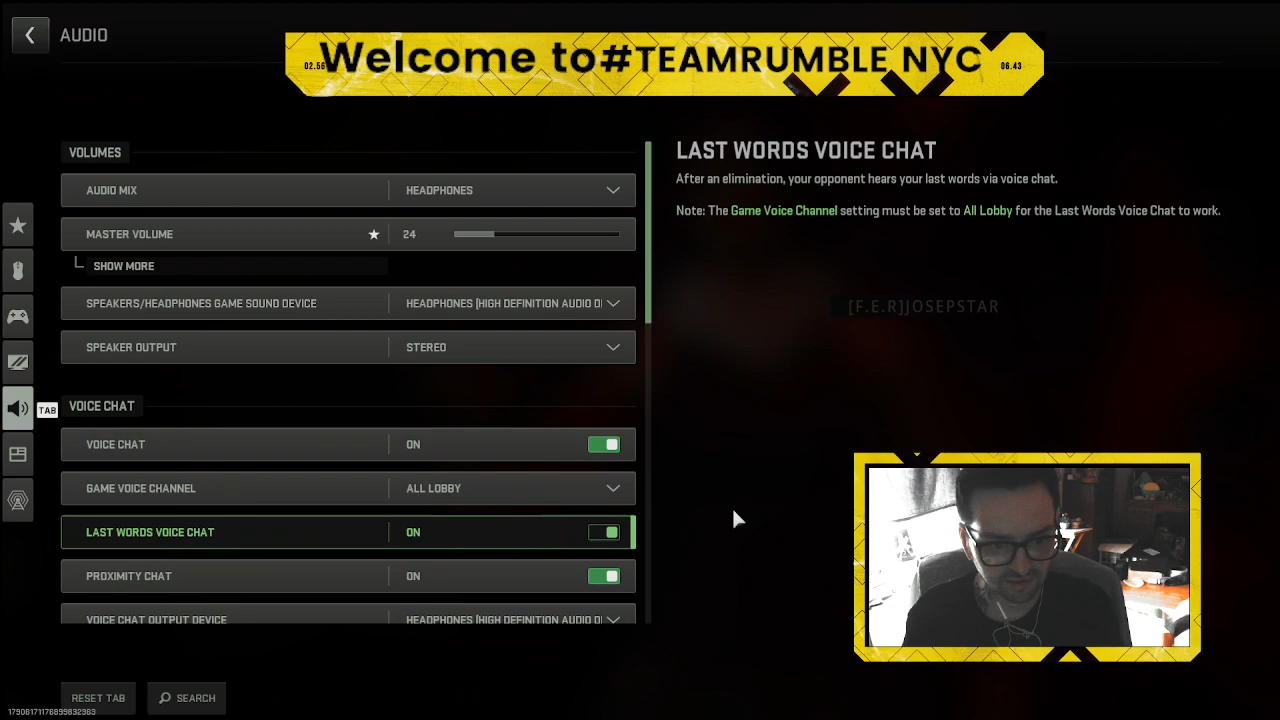 AUDIO
02.56 Welcome to#TEAMRUMBLE NYC 06.43
VOLUMES
AUDIO MIX HEADPHONES
MASTER VOLUME 24
SHOW MORE
SPEAKERS/HEADPHONES GAME SOUND DEVICE HEADPHONES [HIGH DEFINITION AUDIO D
SPEAKER OUTPUT STEREO
TAB
VOICE CHAT
VOICE CHAT ON
GAME VOICE CHANNEL ALL LOBBY
LAST WORDS VOICE CHAT ON
PROXIMITY CHAT ON
VOICE CHAT OUTPUT DEVICE HEADPHONES [HIGH DEFINITION AUDIO D
LAST WORDS VOICE CHAT
After an elimination, your opponent hears your last words via voice chat.
Note: The Game Voice Channel setting must be set to All Lobby for the Last Words Voice Chat to work.
[F.E.R]JOSEPSTAR
RESET TAB SEARCH